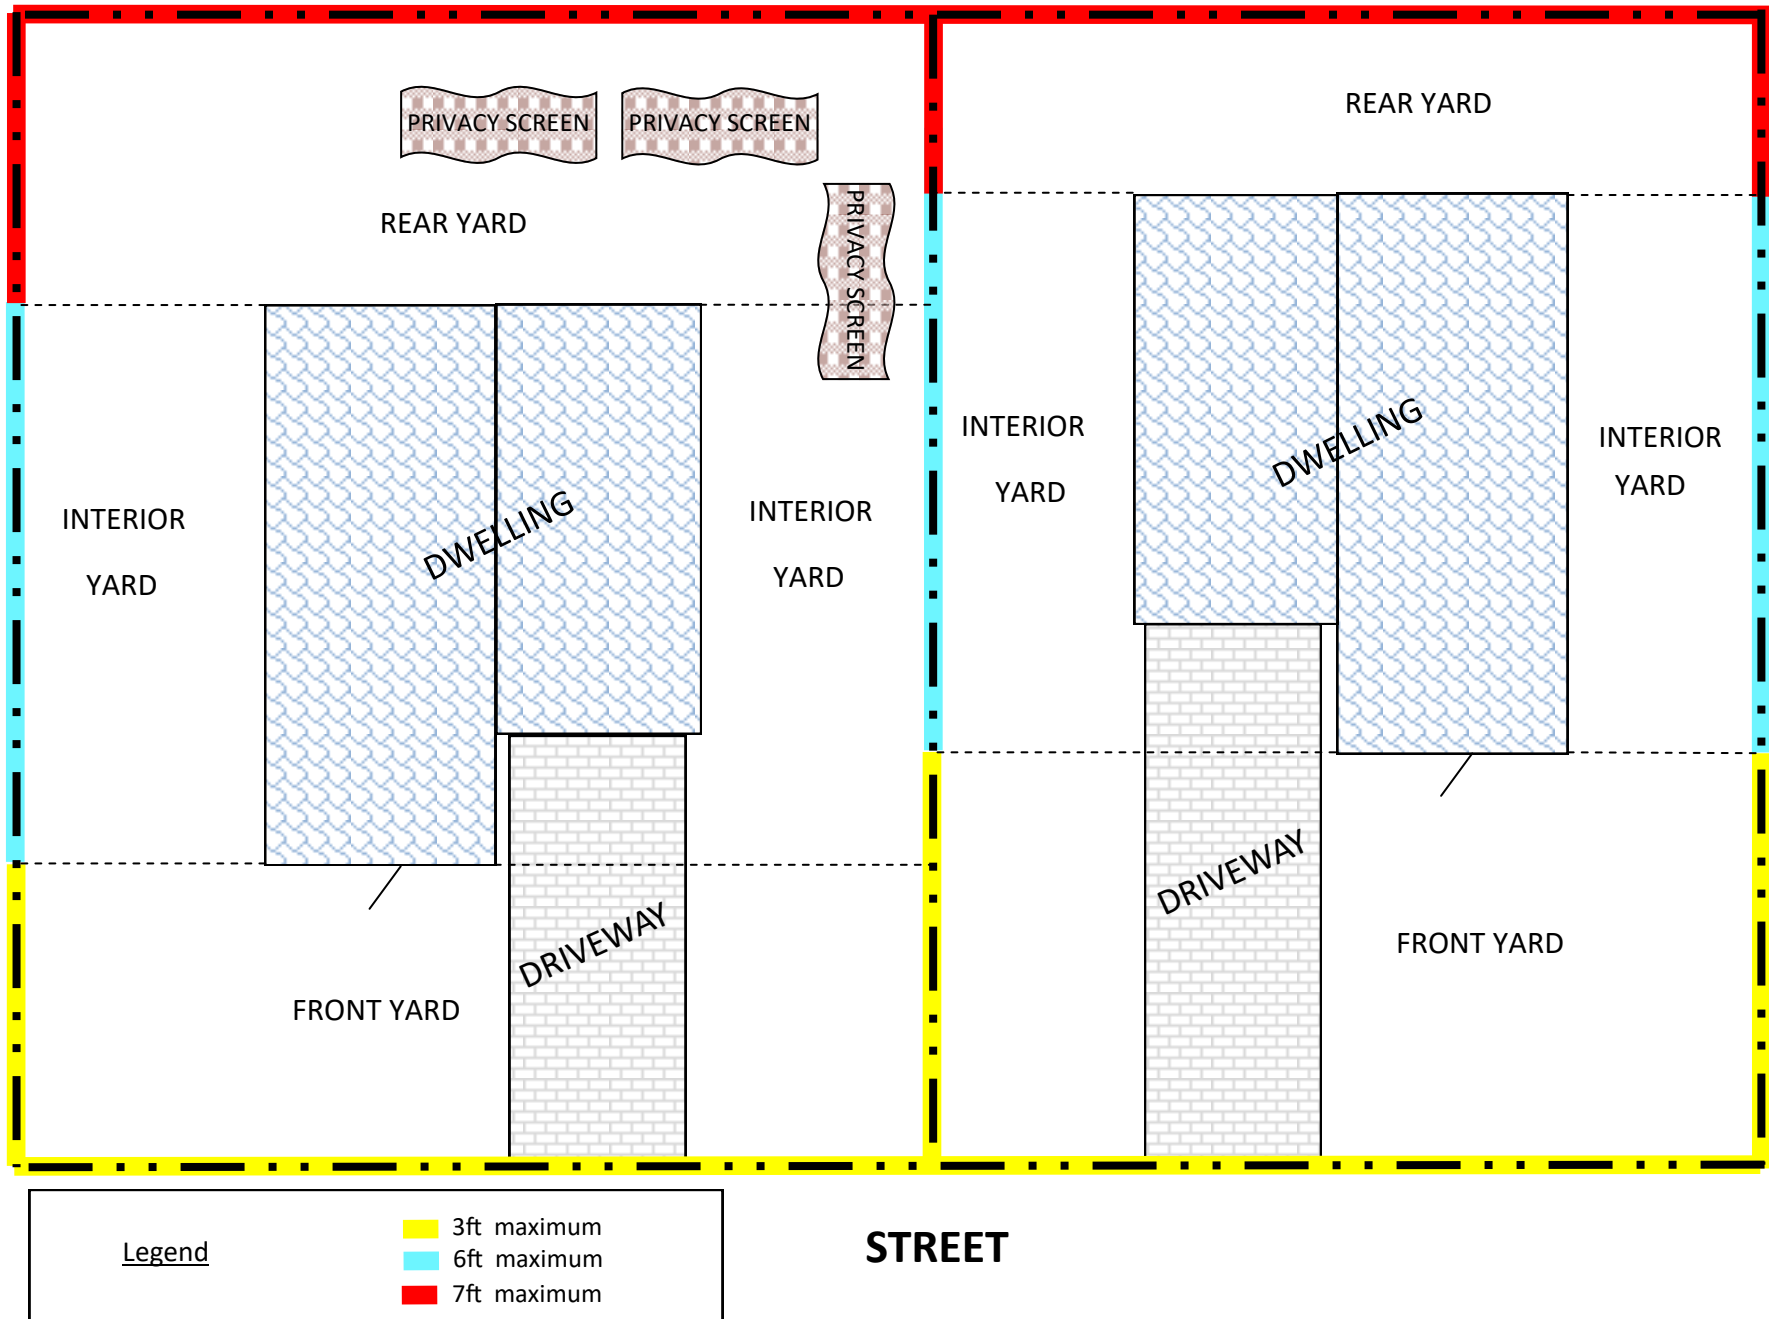 REAR YARD
PRIVACY SCREEN
PRIVACY SCREEN
PRIVACY SCREEN
REAR YARD
INTERIOR
YARD
DWELLING
INTERIOR
YARD
INTERIOR
YARD
DWELLING
INTERIOR
YARD
DRIVEWAY
FRONT YARD
DRIVEWAY
FRONT YARD
Legend
3ft maximum
6ft maximum
7ft maximum
STREET